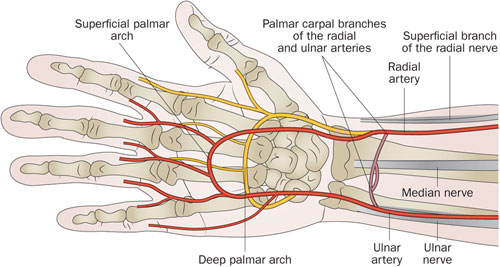 Superficial palmar
arch
Palmar carpal branches
of the radial
and ulnar arteries
Superficial branch
of the radial nerve
Radial
artery
Median nerve
Deep palmar arch
Ulnar
artery
Ulnar
nerve